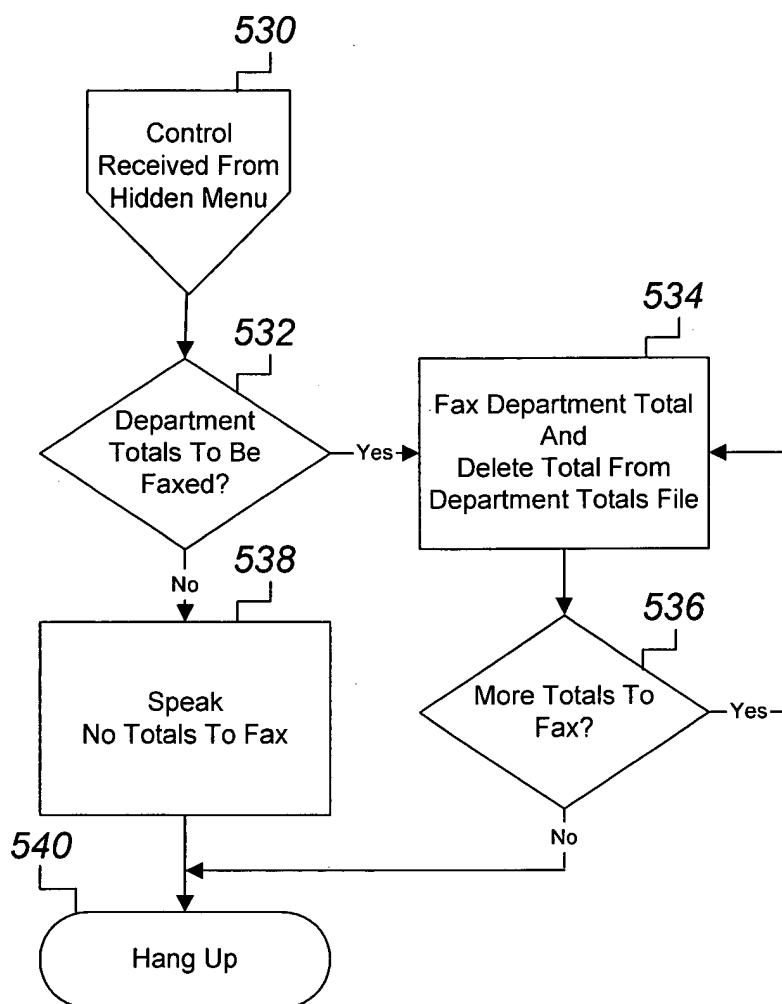 530
Control
Received From
Hidden Menu
532
Department
Totals To Be
Faxed?
Yes
534
Fax Department Total
And
Delete Total From
Department Totals File
No
538
Speak
No Totals To Fax
536
More Totals To
Fax?
Yes
No
540
Hang Up